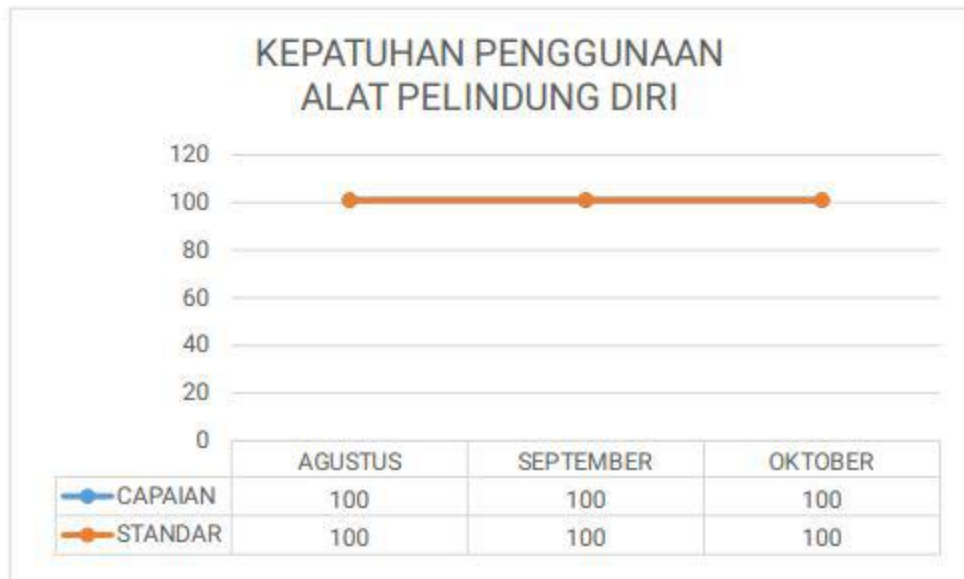 KEPATUHAN PENGGUNAAN
ALAT PELINDUNG DIRI
120
100
80
60
40
20
0
AGUSTUS SEPTEMBER OKTOBER
CAPAIAN 100 100 100
STANDAR 100 100 100